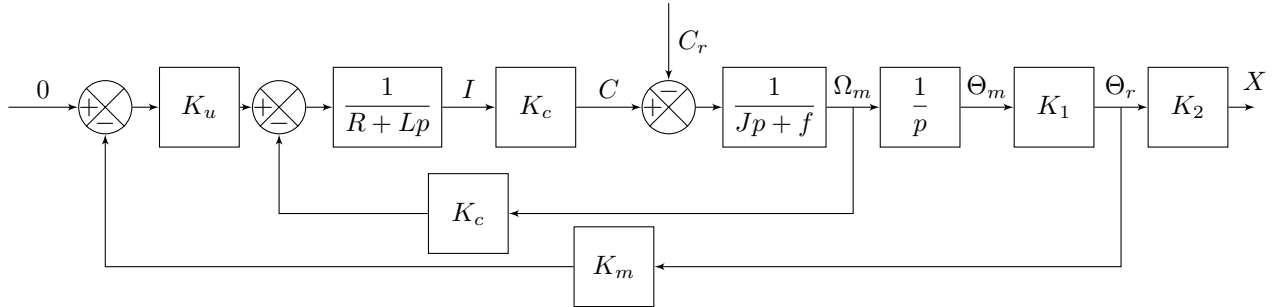 C_r
0
+
−
K_u
+
−
1
R + Lp
I
K_c
C
−
+
1
Jp + f
Ω_m
1
p
Θ_m
K_1
Θ_r
K_2
X
K_c
K_m